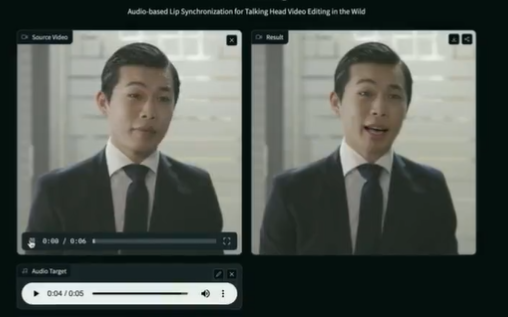 Audio-based Lip Synchronization for Talking Head Video Editing in the Wild
Source Video
Result
0:00 / 0:06
Audio Target
0:04 / 0:05